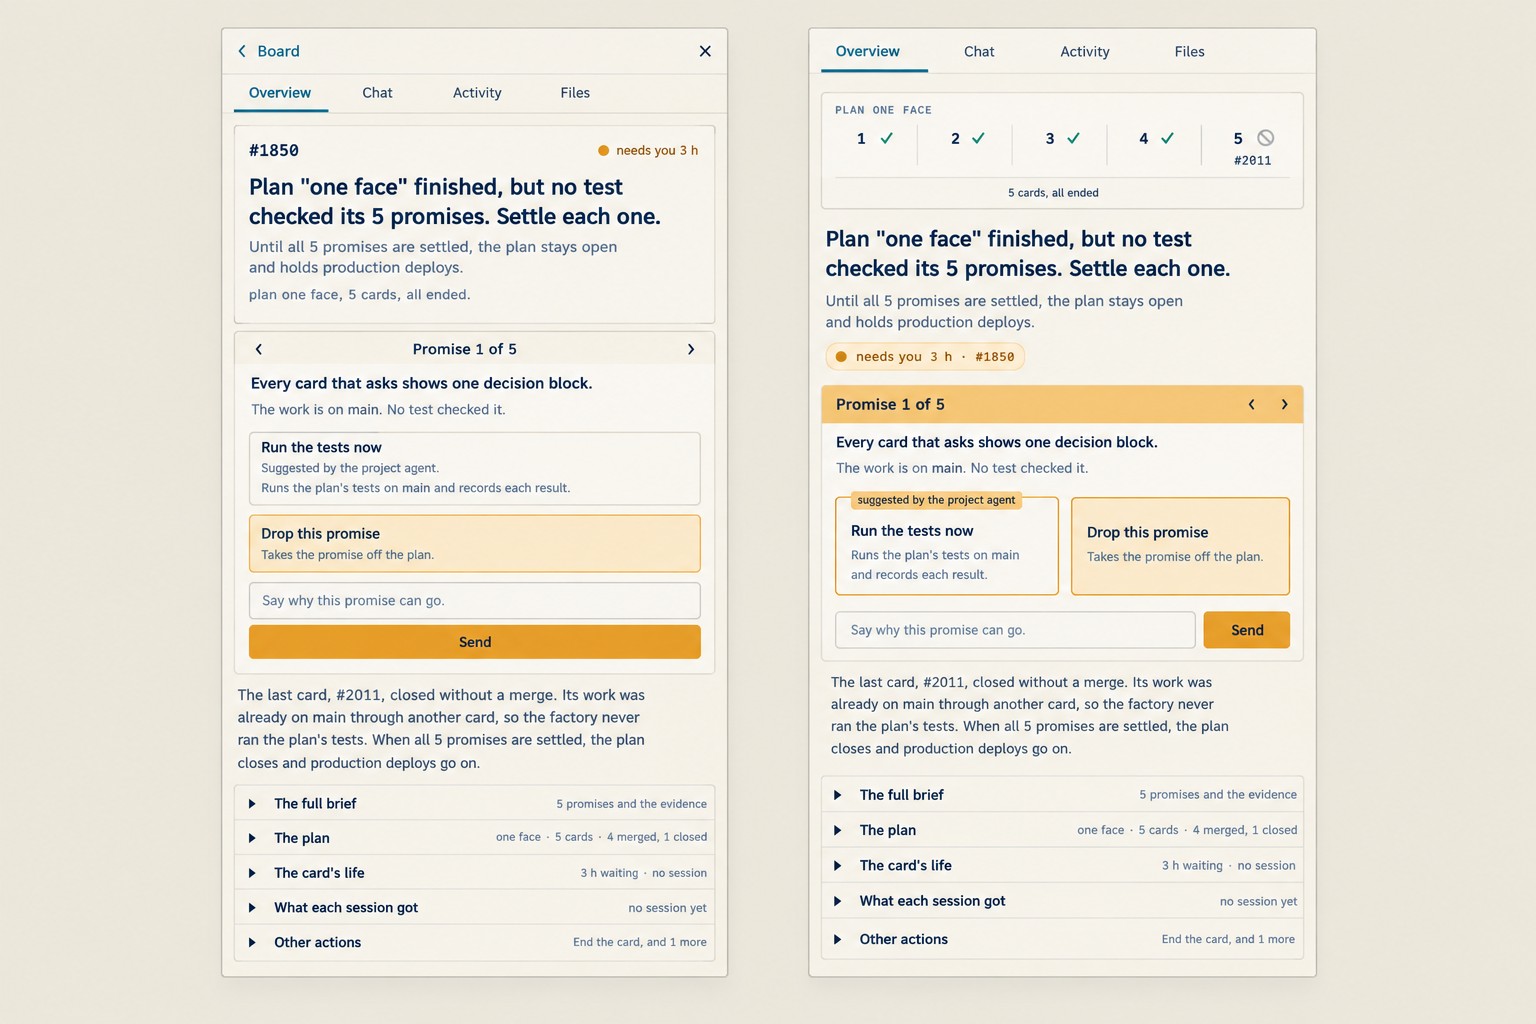 Board
Overview Chat Activity Files
#1850
needs you 3 h
Plan "one face" finished, but no test
checked its 5 promises. Settle each one.
Until all 5 promises are settled, the plan stays open
and holds production deploys.
plan one face, 5 cards, all ended.
Promise 1 of 5
Every card that asks shows one decision block.
The work is on main. No test checked it.
Run the tests now
Suggested by the project agent.
Runs the plan's tests on main and records each result.
Drop this promise
Takes the promise off the plan.
Say why this promise can go.
Send
The last card, #2011, closed without a merge. Its work was
already on main through another card, so the factory never
ran the plan's tests. When all 5 promises are settled, the plan
closes and production deploys go on.
The full brief 5 promises and the evidence
The plan one face · 5 cards · 4 merged, 1 closed
The card's life 3 h waiting · no session
What each session got no session yet
Other actions End the card, and 1 more
Overview Chat Activity Files
PLAN ONE FACE
1 2 3 4 5
#2011
5 cards, all ended
Plan "one face" finished, but no test
checked its 5 promises. Settle each one.
Until all 5 promises are settled, the plan stays open
and holds production deploys.
needs you 3 h · #1850
Promise 1 of 5
Every card that asks shows one decision block.
The work is on main. No test checked it.
suggested by the project agent
Run the tests now
Runs the plan's tests on main
and records each result.
Drop this promise
Takes the promise off the plan.
Say why this promise can go.
Send
The last card, #2011, closed without a merge. Its work was
already on main through another card, so the factory never
ran the plan's tests. When all 5 promises are settled, the plan
closes and production deploys go on.
The full brief 5 promises and the evidence
The plan one face · 5 cards · 4 merged, 1 closed
The card's life 3 h waiting · no session
What each session got no session yet
Other actions End the card, and 1 more